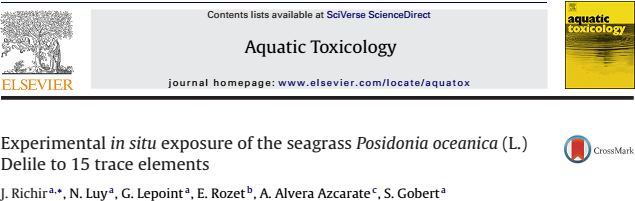 Contents lists available at SciVerse ScienceDirect
Aquatic Toxicology
journal homepage: www.elsevier.com/locate/aquatox
ELSEVIER
aquatic
toxicology
Experimental in situ exposure of the seagrass Posidonia oceanica (L.)
Delile to 15 trace elements
CrossMark
J. Richir a,*, N. Luy a, G. Lepoint a, E. Rozet b, A. Alvera Azcarate c, S. Gobert a